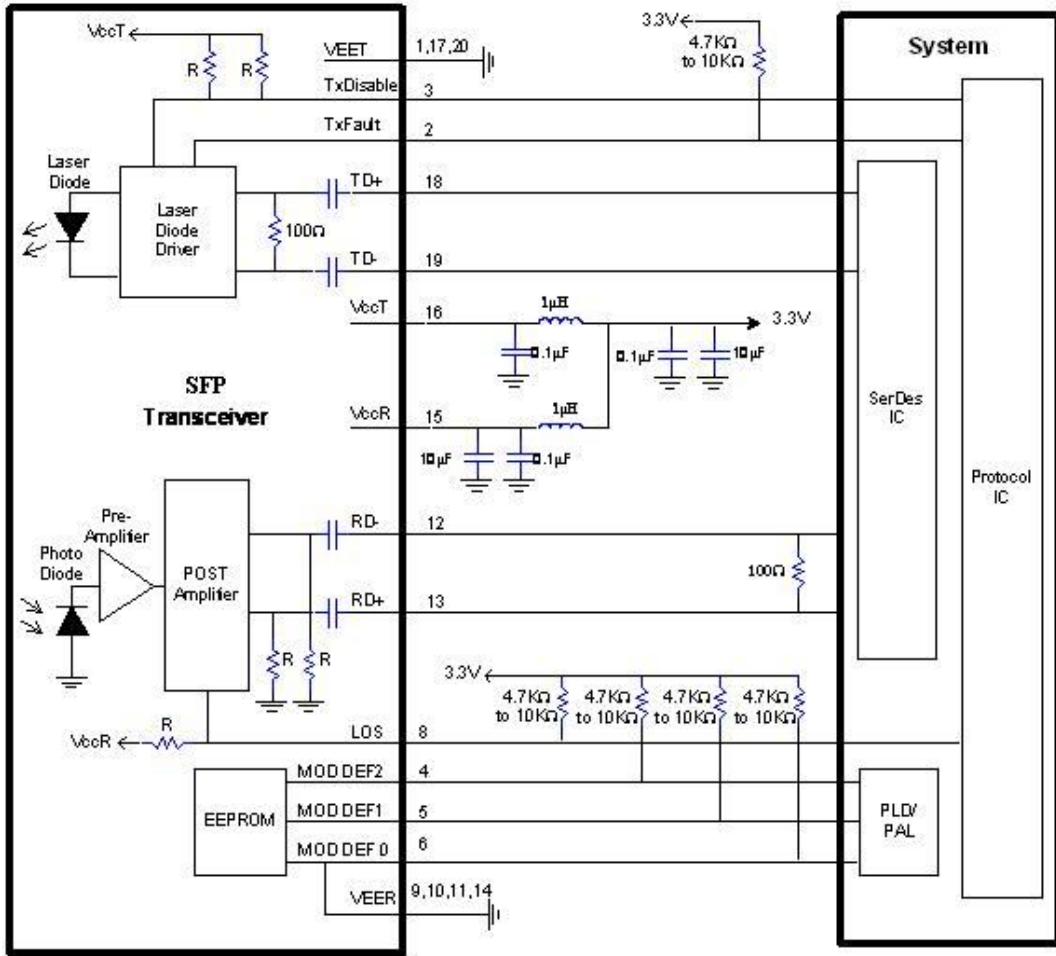 VccT
R
R
VEET
1,17,20
TxDisable
3
TxFault
2
3.3V
4.7KΩ
to 10KΩ
System
Laser
Diode
Laser
Diode
Driver
100Ω
TD+
18
TD-
19
VccT
16
1µH
3.3V
0.1µF
0.1µF
10µF
SFP
Transceiver
VccR
15
1µH
10µF
0.1µF
SerDes
IC
Protocol
IC
Pre-
Amplifier
Photo
Diode
POST
Amplifier
RD-
12
RD+
13
100Ω
R
R
3.3V
4.7KΩ
to 10KΩ
4.7KΩ
to 10KΩ
4.7KΩ
to 10KΩ
4.7KΩ
to 10KΩ
VccR
R
LOS
8
EEPROM
MOD DEF2
4
MOD DEF1
5
MOD DEF 0
6
PLD/
PAL
VEER
9,10,11,14